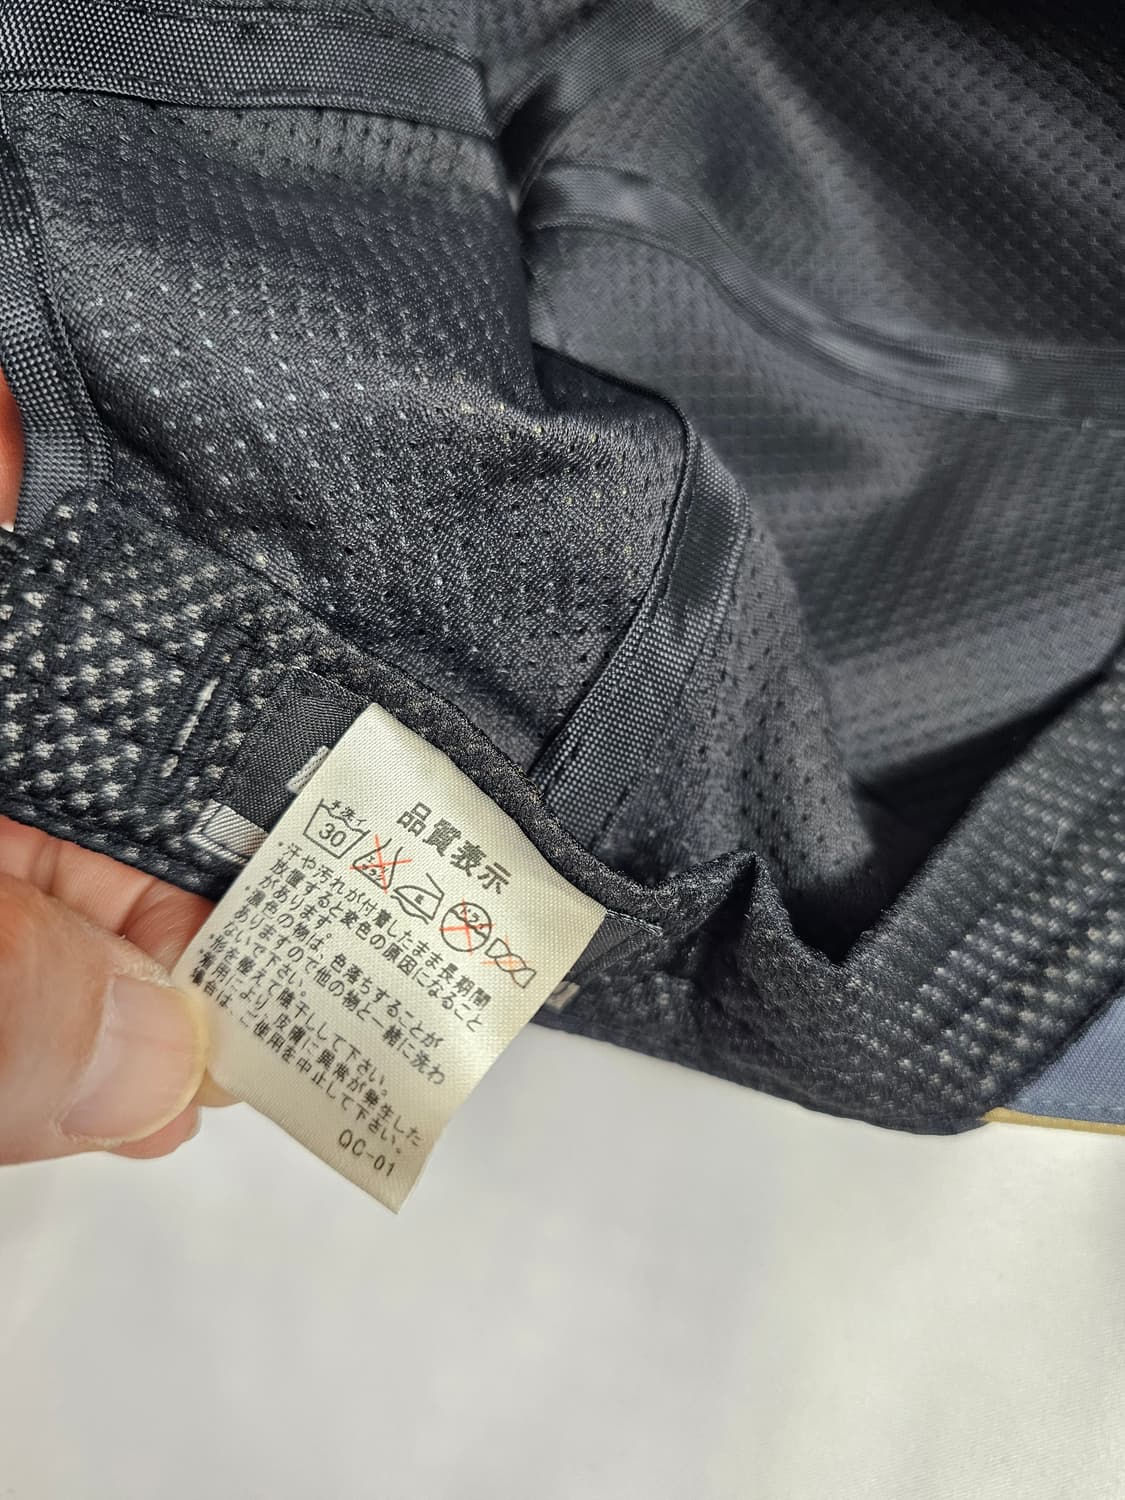 品質表示
手洗イ
30
エンソ
サラシ
・汗や汚れが付着したまま長期間
放置すると変色の原因になること
があります。
・濃色の物は、色落ちすることが
ありますので他の物と一緒に洗わ
ないで下さい。
・形を整えて陰干しして下さい。
・着用により、皮膚に異常が発生した
場合は、ご使用を中止して下さい。
QC-01